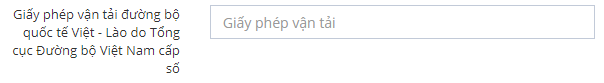 Giấy phép vận tải đường bộ
quốc tế Việt - Lào do Tổng
cục Đường bộ Việt Nam cấp
số
Giấy phép vận tải